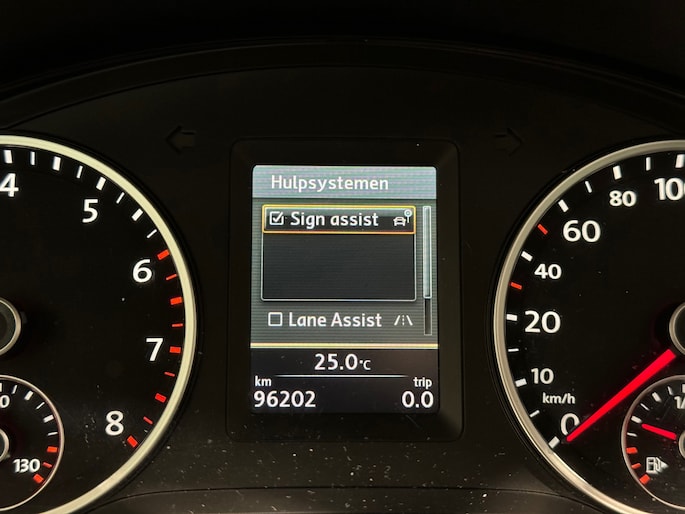 Hulpsystemen
Sign assist
Lane Assist
25.0°C
km trip
96202 0.0
4
5
6
7
8
130
0
10
20
40
60
80
100
km/h